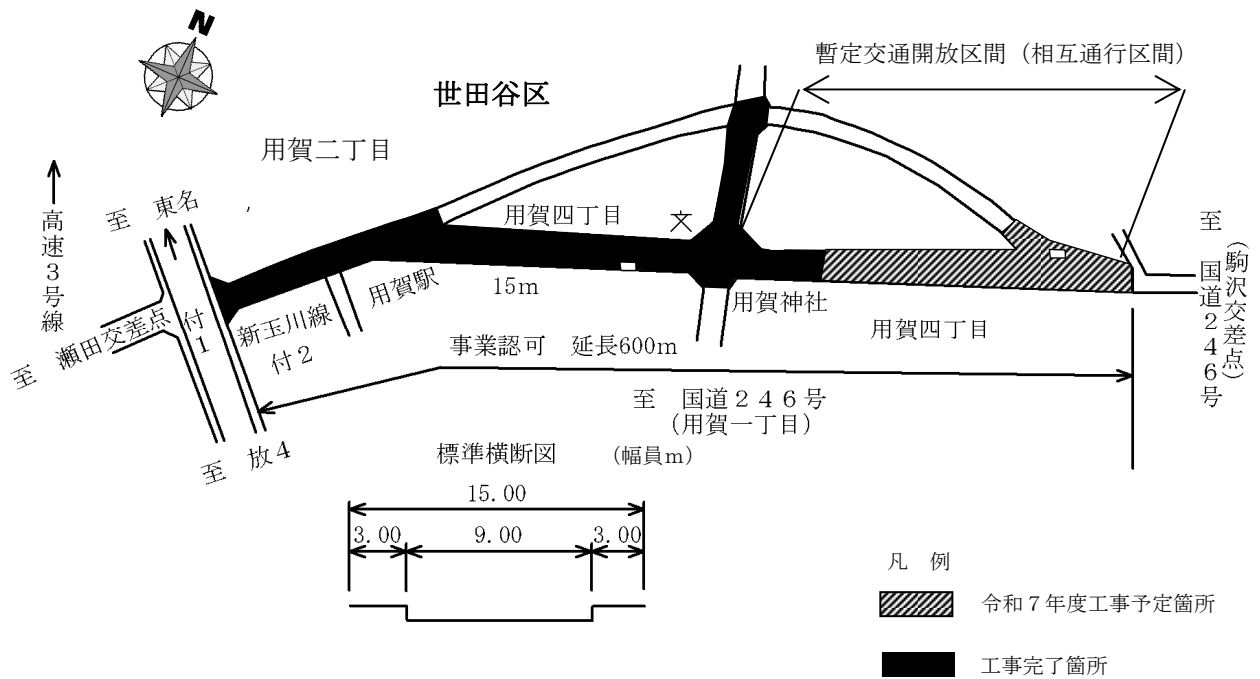 N
暫定交通開放区間（相互通行区間）
世田谷区
用賀二丁目
至　東名
高速３号線
用賀四丁目
文
至　瀬田交差点
付１
新玉川線
付２
用賀駅
15m
用賀神社
用賀四丁目
至　国道２４６号
（駒沢交差点）
事業認可　延長600m
至　国道２４６号
（用賀一丁目）
至　放４
標準横断図　（幅員m）
15.00
3.00　9.00　3.00
凡　例
令和７年度工事予定箇所
工事完了箇所